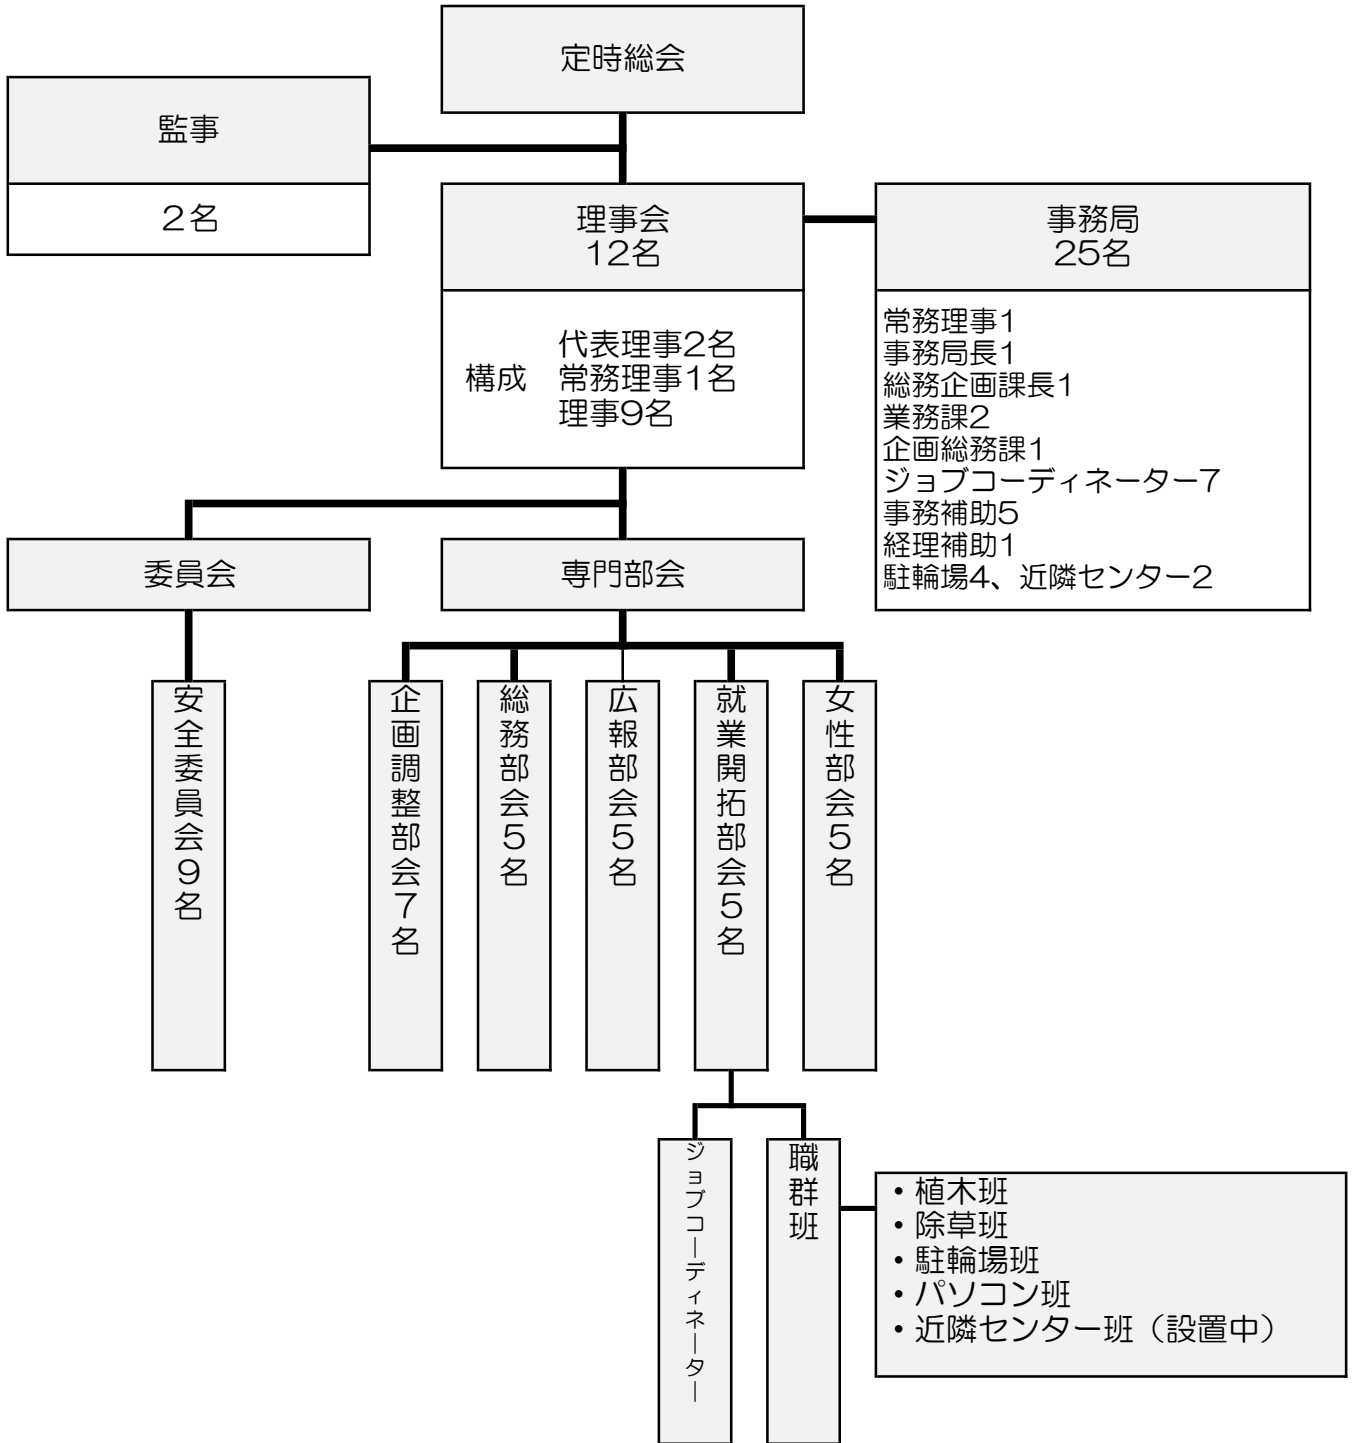 定時総会
監事
２名
理事会
12名
構成
代表理事2名
常務理事１名
理事9名
事務局
25名
常務理事1
事務局長1
総務企画課長1
業務課2
企画総務課1
ジョブコーディネーター7
事務補助5
経理補助1
駐輪場4、近隣センター2
委員会
専門部会
安全委員会９名
企画調整部会７名
総務部会５名
広報部会５名
就業開拓部会５名
女性部会５名
ジョブコーディネーター
職群班
・植木班
・除草班
・駐輪場班
・パソコン班
・近隣センター班（設置中）